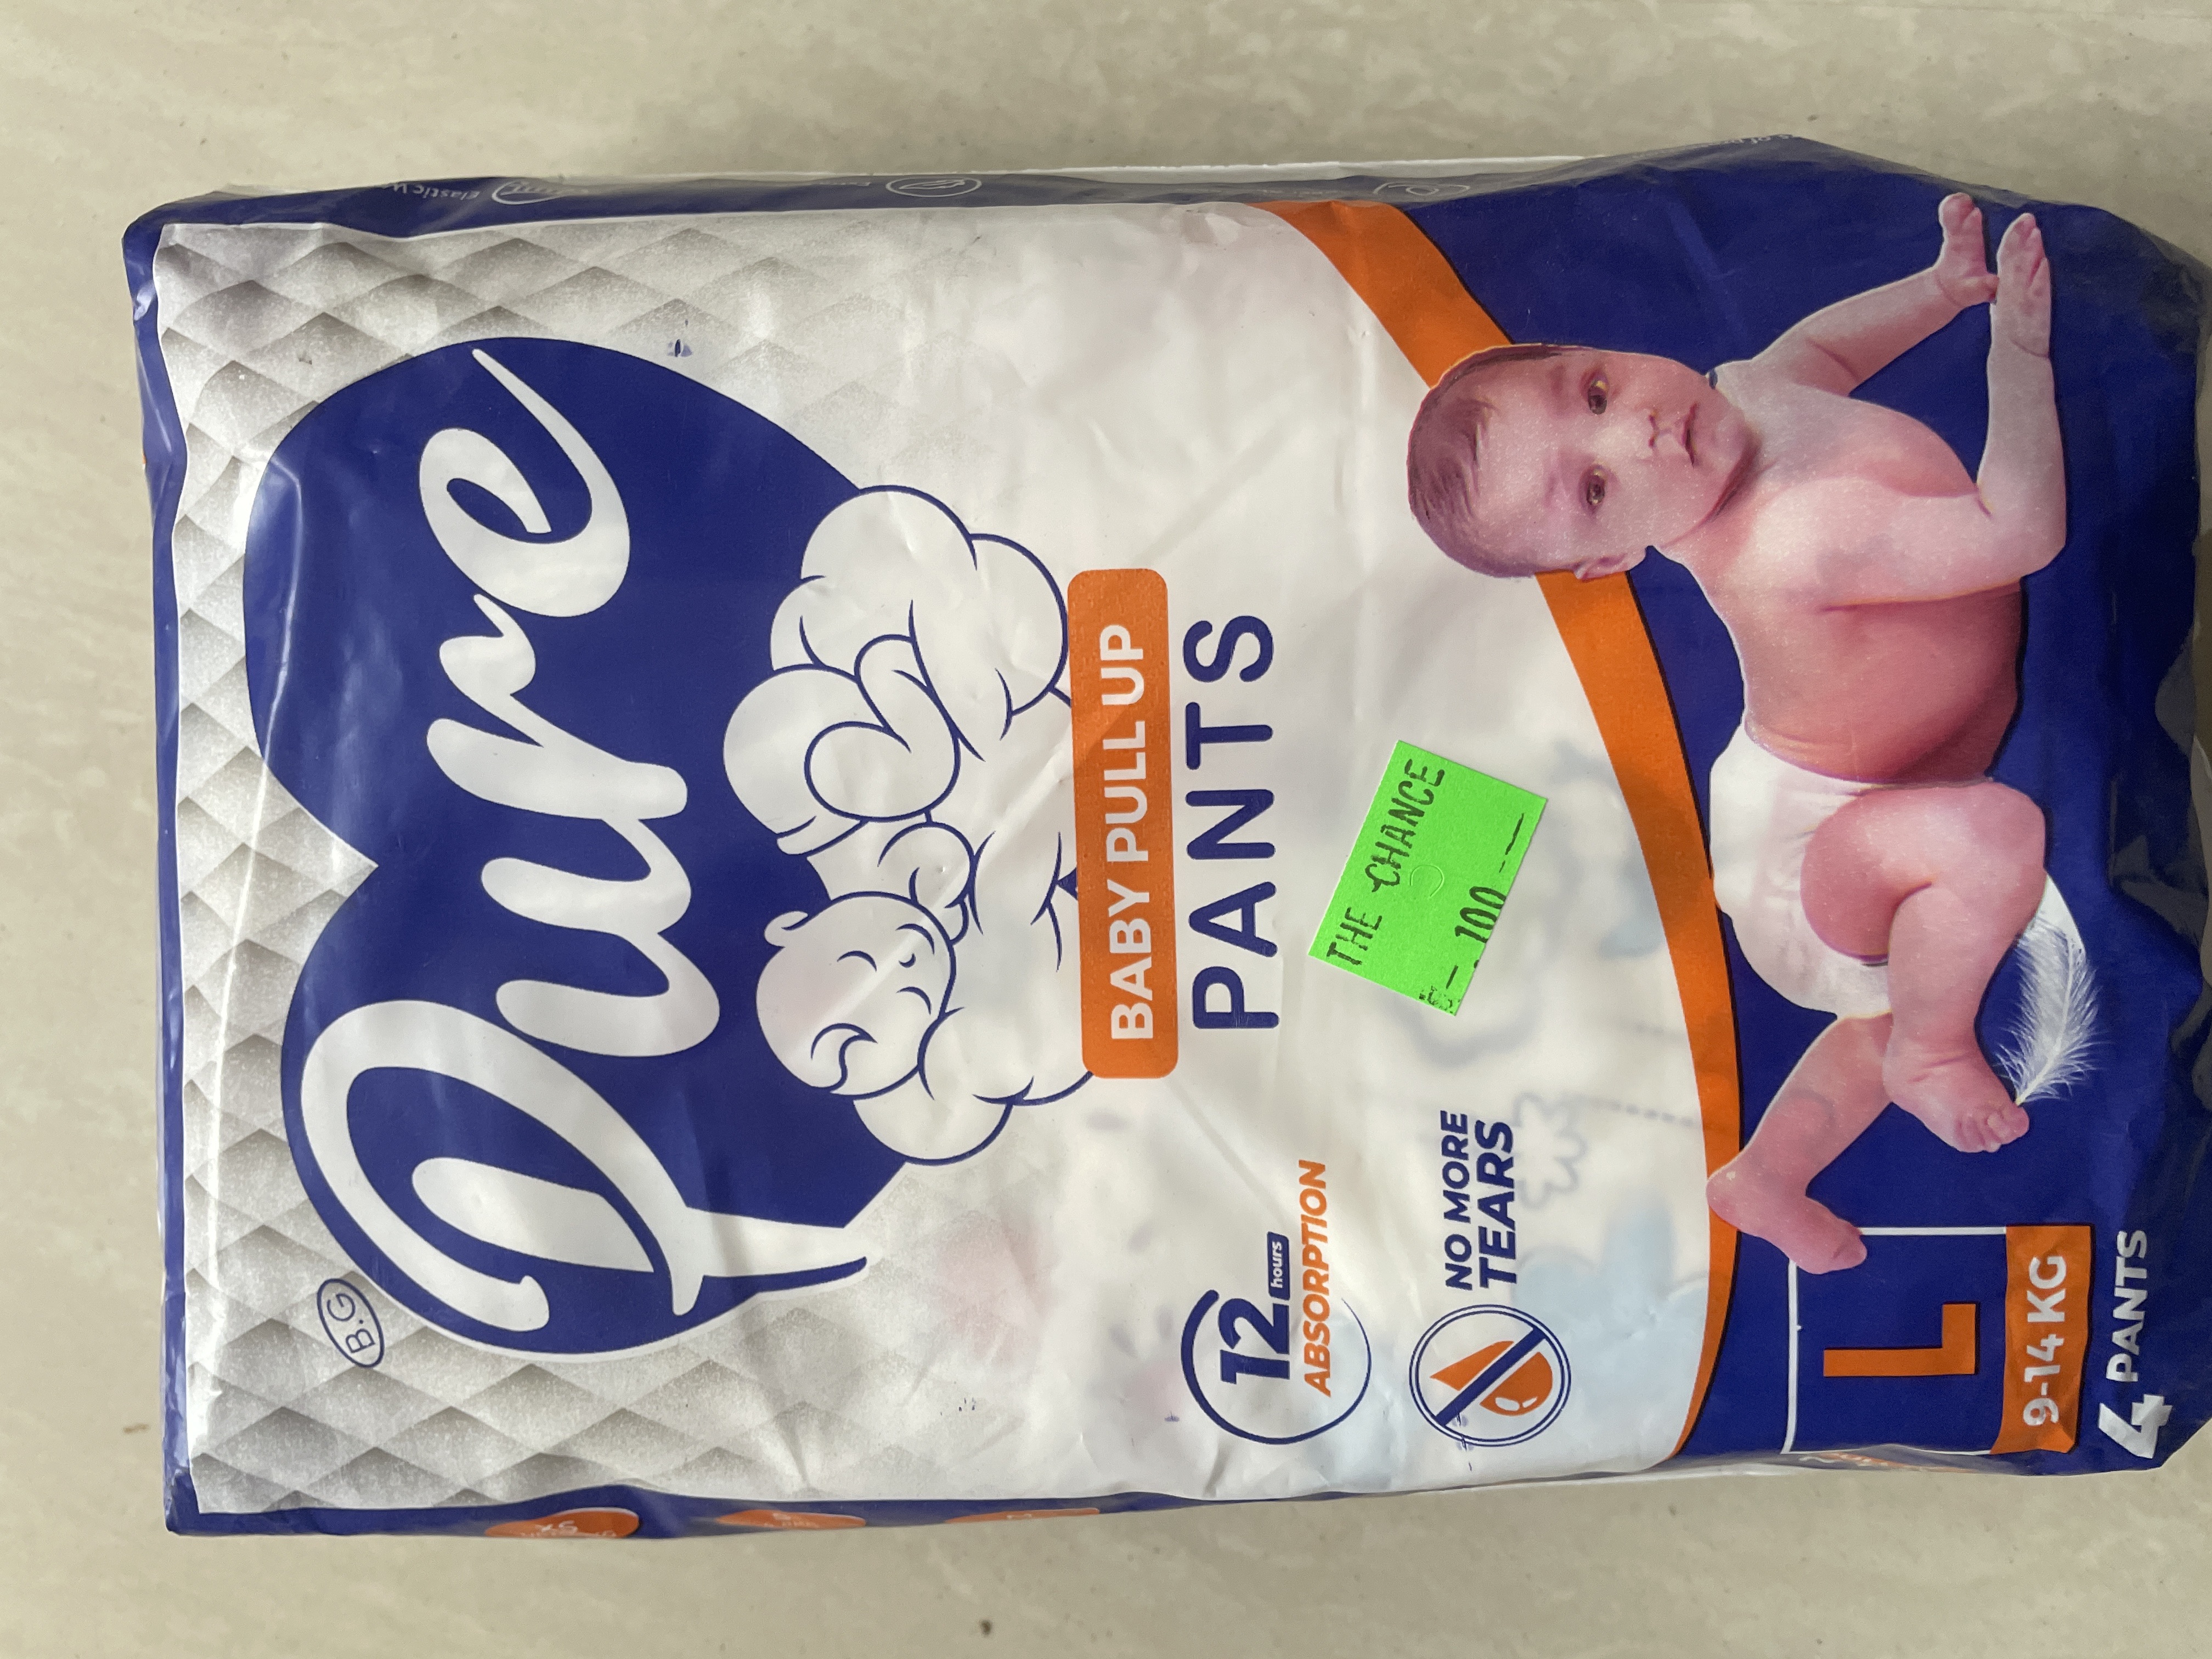 B.G
Pure
BABY PULL UP
PANTS
12 hours
ABSORPTION
NO MORE
TEARS
THE CHANCE
100
L
9-14 KG
4 PANTS